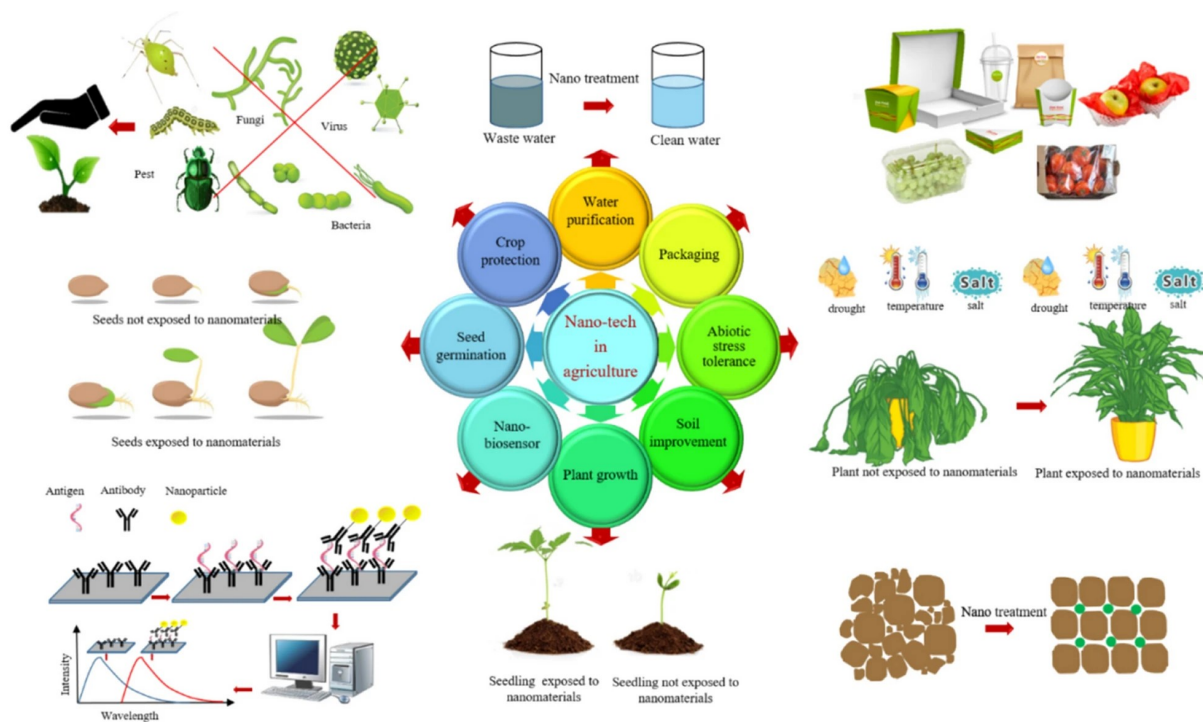 Fungi
Virus
Pest
Bacteria
Nano treatment
Waste water
Clean water
Water
purification
Crop
protection
Packaging
Seed
germination
Nano-tech
in
agriculture
Abiotic
stress
tolerance
Nano-
biosensor
Soil
improvement
Plant growth
Seeds not exposed to nanomaterials
Seeds exposed to nanomaterials
drought
temperature
Salt
salt
drought
temperature
Salt
salt
Plant not exposed to nanomaterials
Plant exposed to nanomaterials
Antigen
Antibody
Nanoparticle
Intensity
Wavelength
Seedling exposed to
nanomaterials
Seedling not exposed to
nanomaterials
Nano treatment